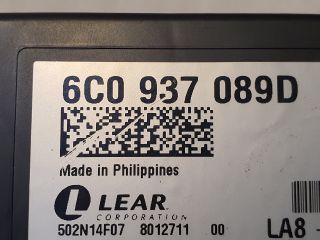 6C0 937 089D
Made in Philippines
LEAR
CORPORATION
502N14F07 8012711 00 LA8 -